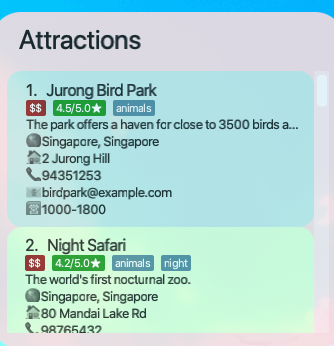 Attractions
1. Jurong Bird Park
$$ 4.5/5.0★ animals
The park offers a haven for close to 3500 birds a...
Singapore, Singapore
2 Jurong Hill
94351253
birdpark@example.com
1000-1800
2. Night Safari
$$ 4.2/5.0★ animals night
The world's first nocturnal zoo.
Singapore, Singapore
80 Mandai Lake Rd
98765432